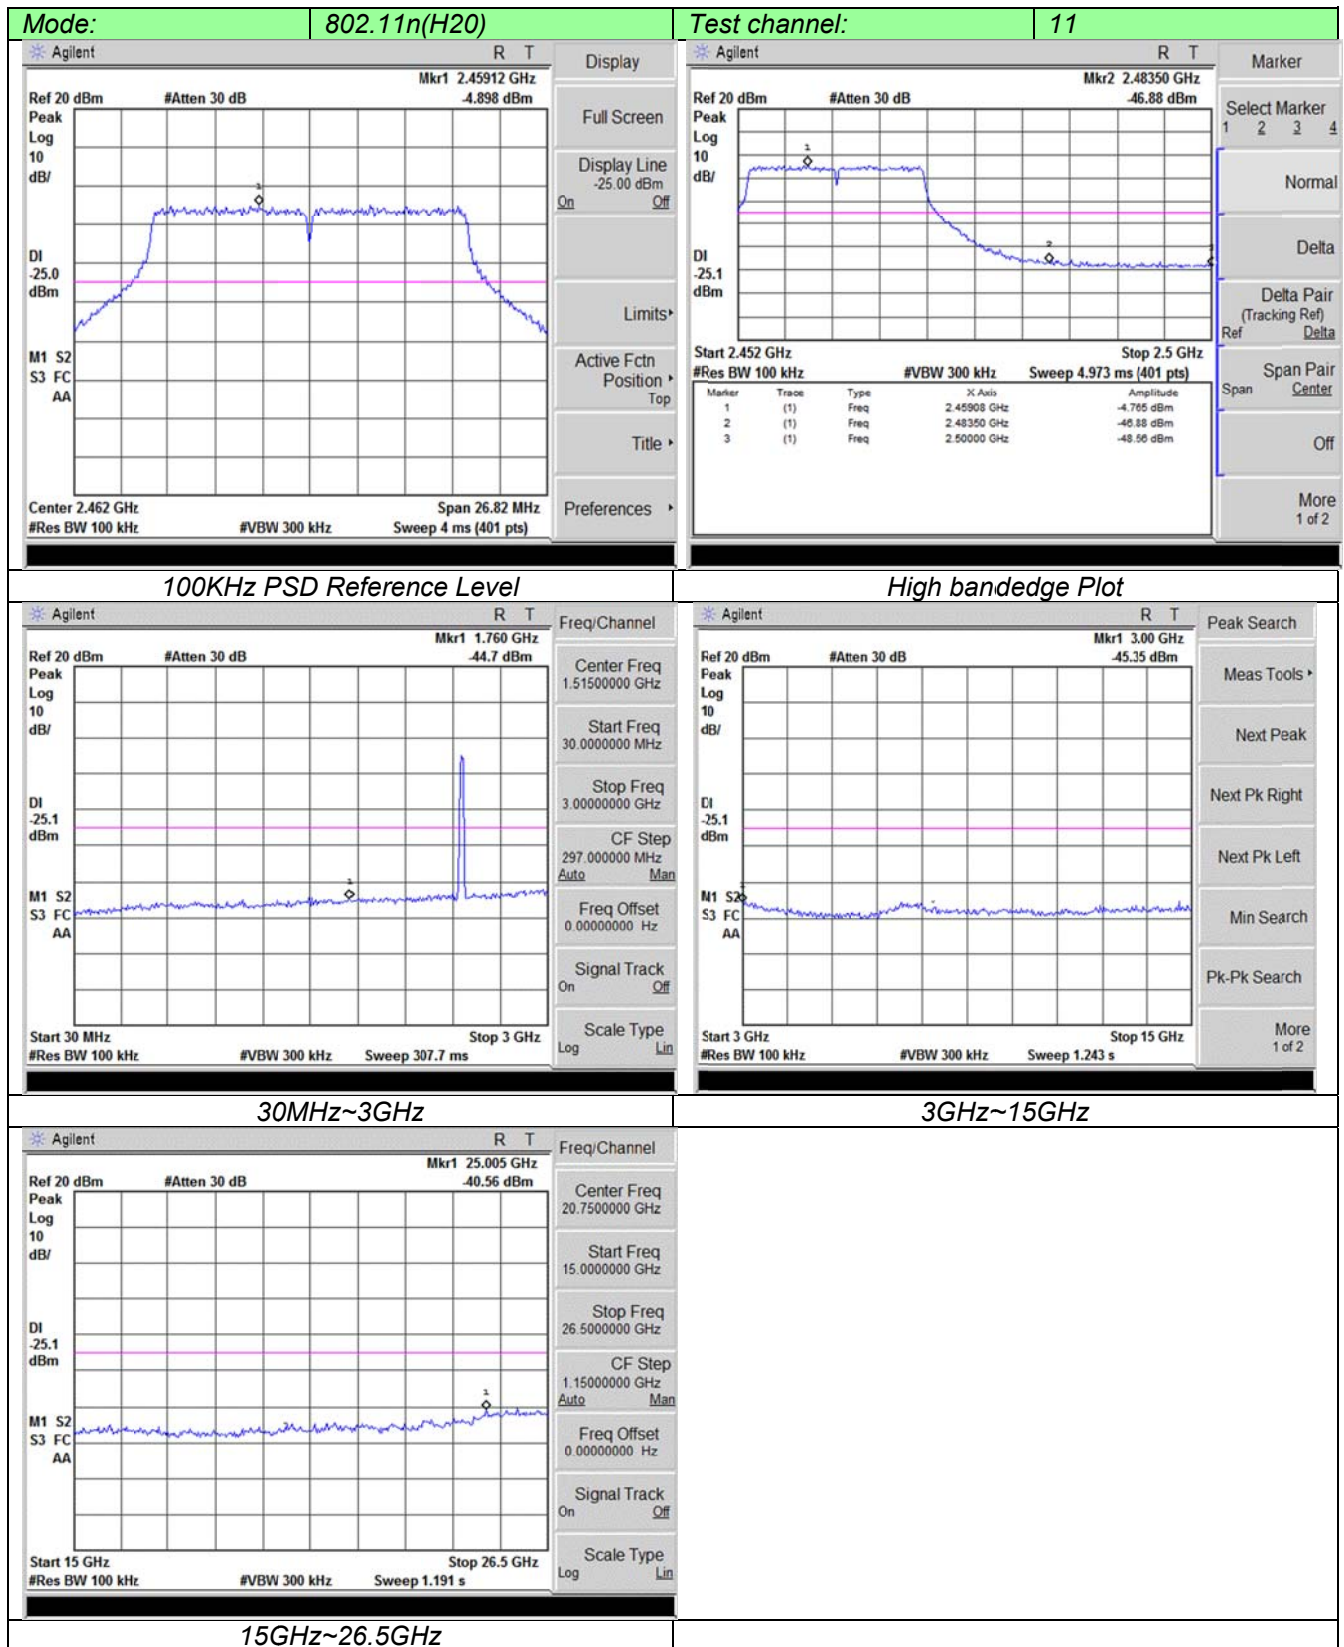 Mode: 802.11n(H20) Test channel: 11
Agilent R T
Mkr1 2.45912 GHz
Ref 20 dBm #Atten 30 dB -4.898 dBm
Peak
Log
10
dB/
1
DI
-25.0
dBm
M1 S2
S3 FC
AA
Center 2.462 GHz Span 26.82 MHz
#Res BW 100 kHz #VBW 300 kHz Sweep 4 ms (401 pts)
Display
Full Screen
Display Line
-25.00 dBm
On Off
Limits
Active Fctn
Position
Top
Title
Preferences
Agilent R T
Mkr2 2.48350 GHz
Ref 20 dBm #Atten 30 dB -46.88 dBm
Peak
Log
10
dB/
1
2
DI
-25.1
dBm
Start 2.452 GHz Stop 2.5 GHz
#Res BW 100 kHz #VBW 300 kHz Sweep 4.973 ms (401 pts)
Marker Trace Type X Axis Amplitude
1 (1) Freq 2.45908 GHz -4.765 dBm
2 (1) Freq 2.48350 GHz -46.88 dBm
3 (1) Freq 2.50000 GHz -48.56 dBm
Marker
Select Marker
1 2 3 4
Normal
Delta
Delta Pair
(Tracking Ref)
Ref Delta
Span Pair
Span Center
Off
More
1 of 2
100KHz PSD Reference Level High bandedge Plot
Agilent R T
Mkr1 1.760 GHz
Ref 20 dBm #Atten 30 dB -44.7 dBm
Peak
Log
10
dB/
DI
-25.1
dBm
1
M1 S2
S3 FC
AA
Start 30 MHz Stop 3 GHz
#Res BW 100 kHz #VBW 300 kHz Sweep 307.7 ms
Freq/Channel
Center Freq
1.51500000 GHz
Start Freq
30.0000000 MHz
Stop Freq
3.00000000 GHz
CF Step
297.000000 MHz
Auto Man
Freq Offset
0.00000000 Hz
Signal Track
On Off
Scale Type
Log Lin
Agilent R T
Mkr1 3.00 GHz
Ref 20 dBm #Atten 30 dB -45.35 dBm
Peak
Log
10
dB/
DI
-25.1
dBm
M1 S2
S3 FC
AA
Start 3 GHz Stop 15 GHz
#Res BW 100 kHz #VBW 300 kHz Sweep 1.243 s
Peak Search
Meas Tools
Next Peak
Next Pk Right
Next Pk Left
Min Search
Pk-Pk Search
More
1 of 2
30MHz~3GHz 3GHz~15GHz
Agilent R T
Mkr1 25.005 GHz
Ref 20 dBm #Atten 30 dB -40.56 dBm
Peak
Log
10
dB/
DI
-25.1
dBm
1
M1 S2
S3 FC
AA
Start 15 GHz Stop 26.5 GHz
#Res BW 100 kHz #VBW 300 kHz Sweep 1.191 s
Freq/Channel
Center Freq
20.7500000 GHz
Start Freq
15.0000000 GHz
Stop Freq
26.5000000 GHz
CF Step
1.15000000 GHz
Auto Man
Freq Offset
0.00000000 Hz
Signal Track
On Off
Scale Type
Log Lin
15GHz~26.5GHz